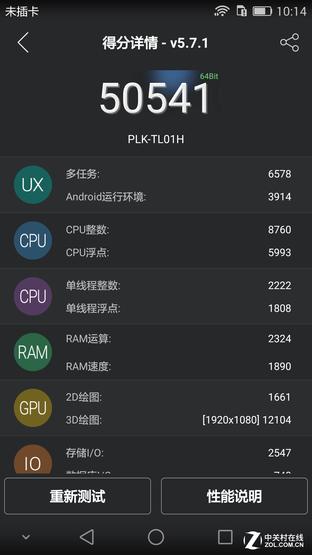 未插卡 10:14
得分详情 - v5.7.1
64Bit
50541
PLK-TL01H
UX
多任务: 6578
Android运行环境: 3914
CPU
CPU整数: 8760
CPU浮点: 5993
CPU
单线程整数: 2222
单线程浮点: 1808
RAM
RAM运算: 2324
RAM速度: 1890
GPU
2D绘图: 1661
3D绘图: [1920x1080] 12104
IO
存储I/O: 2547
重新测试 性能说明
Z 中关村在线
ZOL.COM.CN